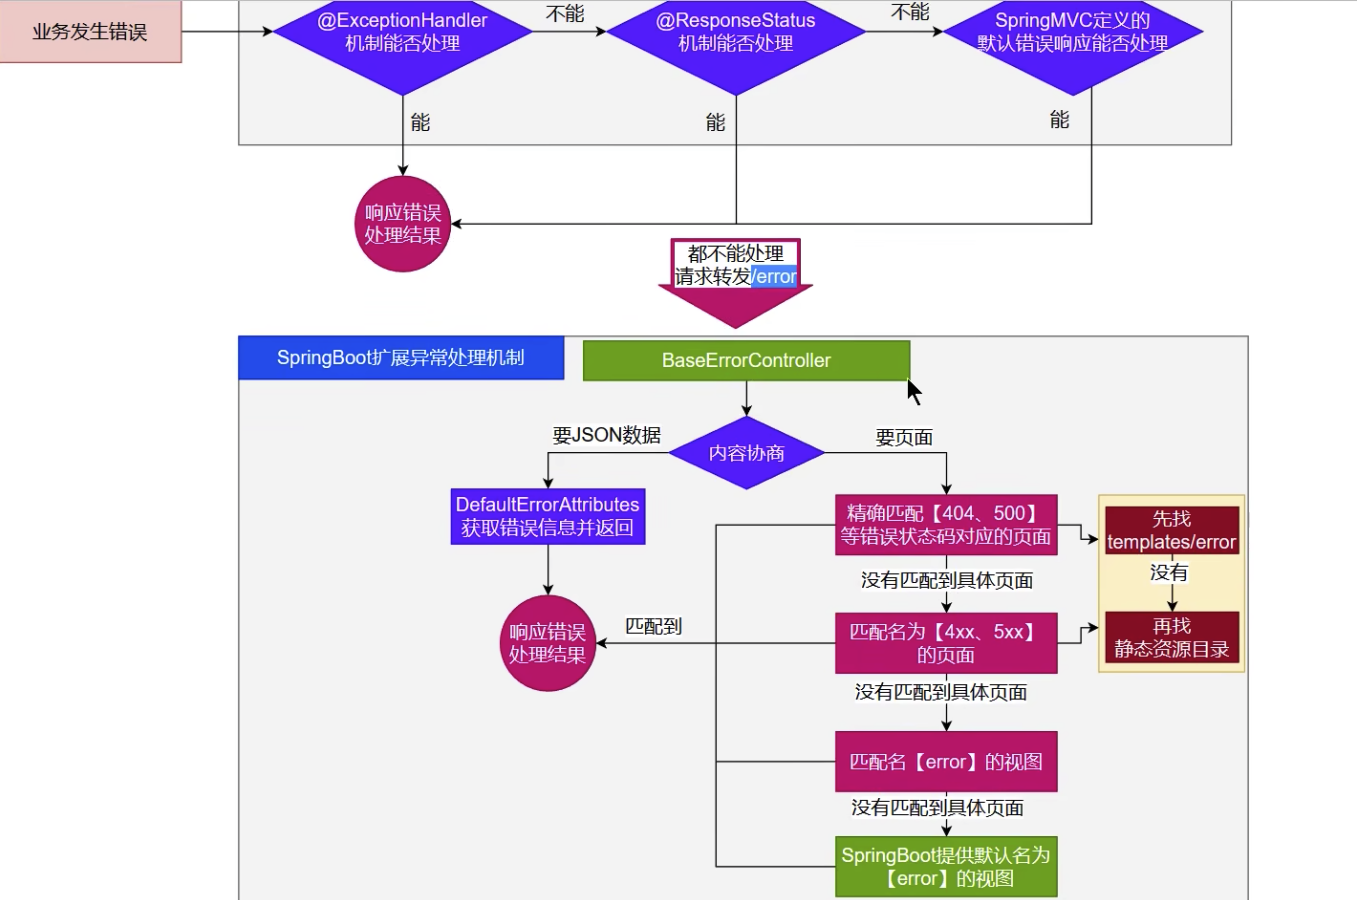 业务发生错误
@ExceptionHandler
机制能否处理
不能
@ResponseStatus
机制能否处理
不能
SpringMVC定义的
默认错误响应能否处理
能
能
能
响应错误
处理结果
都不能处理
请求转发/error
SpringBoot扩展异常处理机制
BaseErrorController
要JSON数据
内容协商
要页面
DefaultErrorAttributes
获取错误信息并返回
精确匹配【404、500】
等错误状态码对应的页面
先找
templates/error
没有
再找
静态资源目录
没有匹配到具体页面
响应错误
处理结果
匹配到
匹配名为【4xx、5xx】
的页面
没有匹配到具体页面
匹配名【error】的视图
没有匹配到具体页面
SpringBoot提供默认名为
【error】的视图